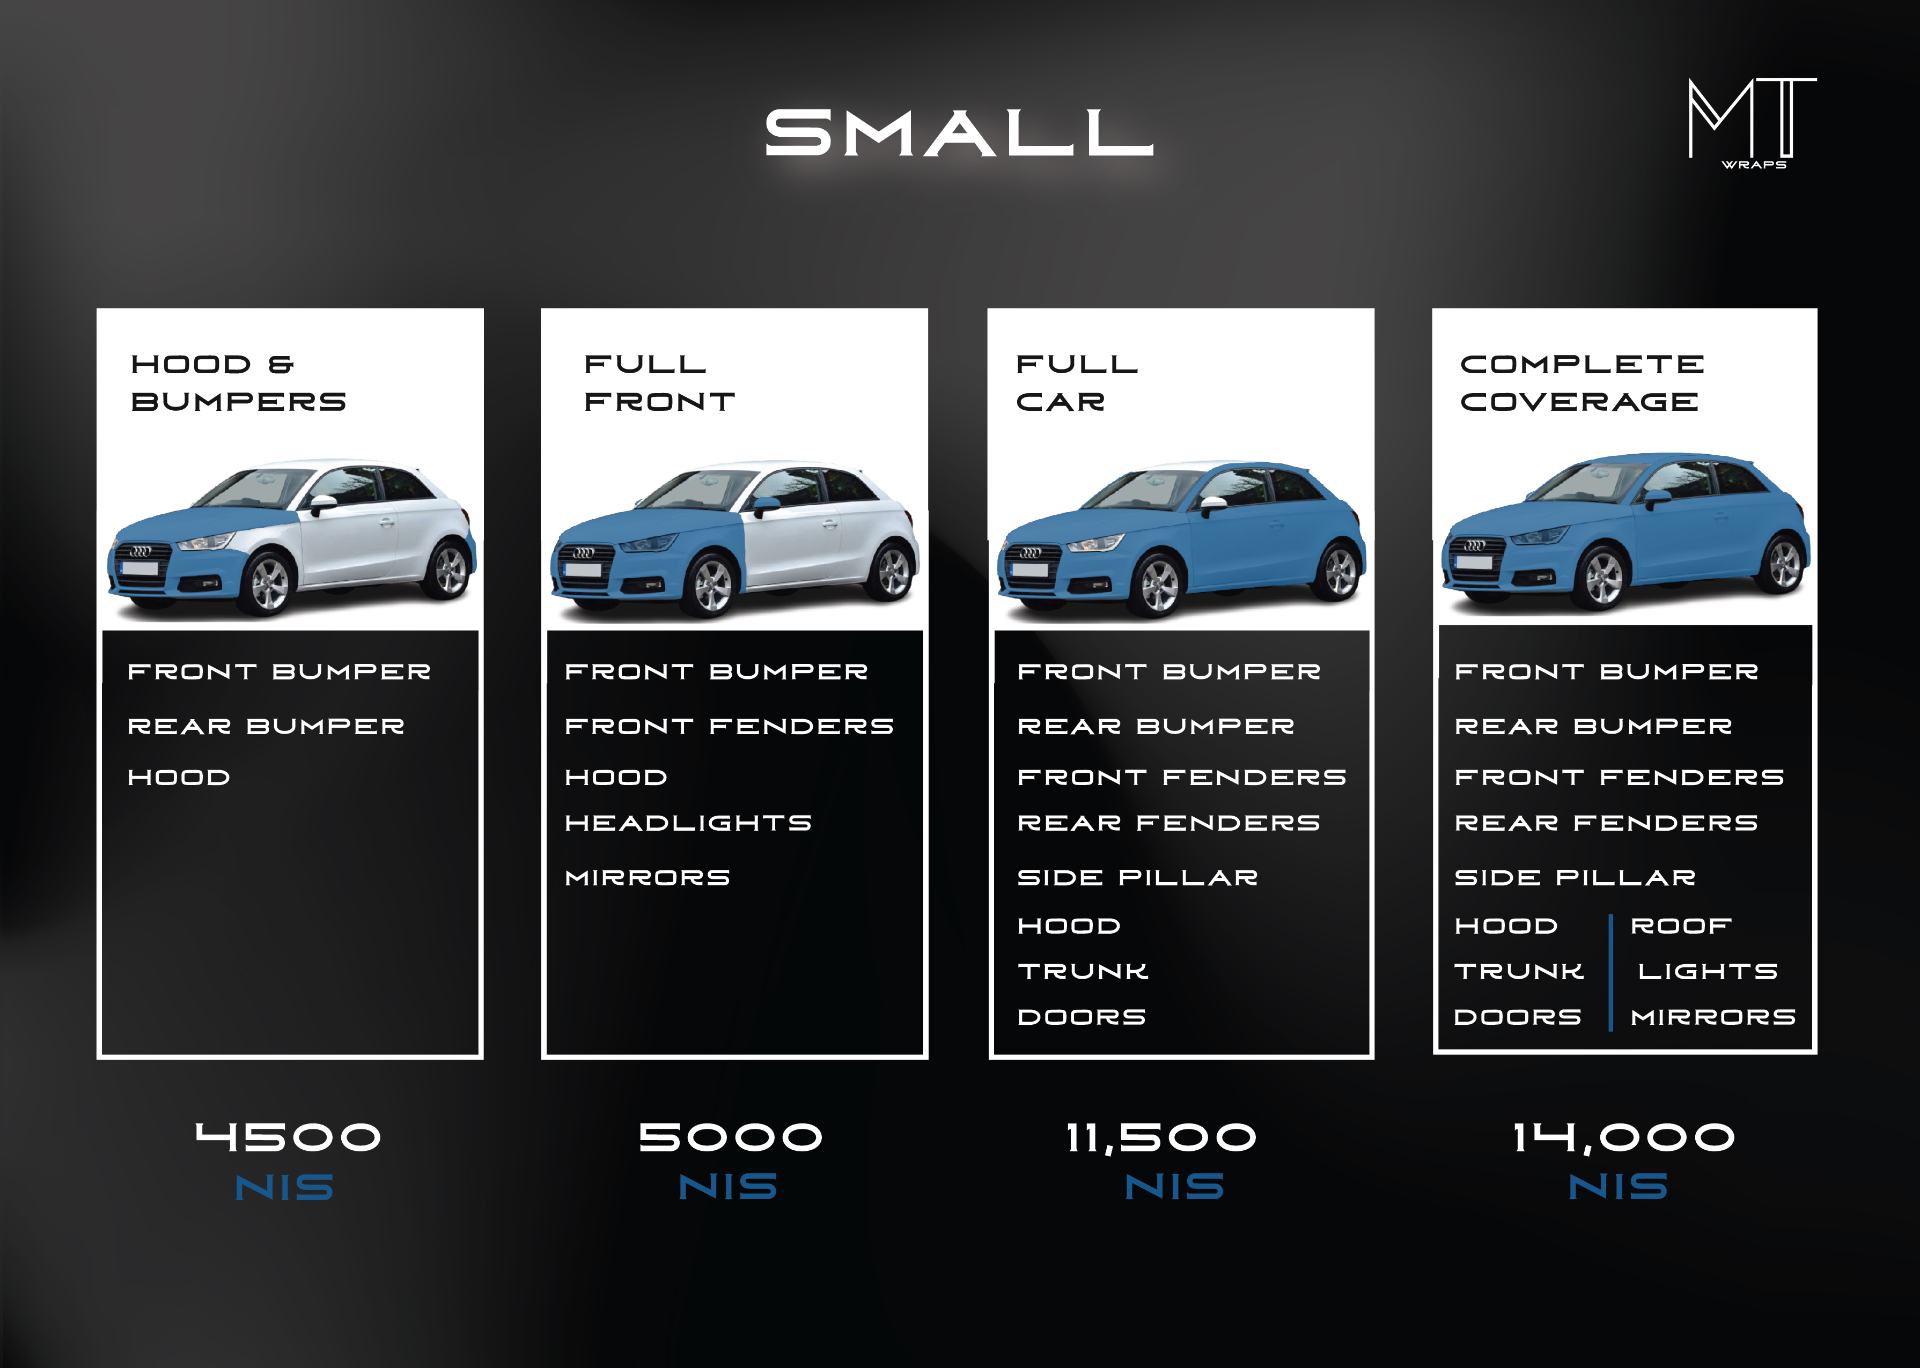 SMALL
MT
WRAPS
HOOD &
BUMPERS
FRONT BUMPER
REAR BUMPER
HOOD
4500
NIS
FULL
FRONT
FRONT BUMPER
FRONT FENDERS
HOOD
HEADLIGHTS
MIRRORS
5000
NIS
FULL
CAR
FRONT BUMPER
REAR BUMPER
FRONT FENDERS
REAR FENDERS
SIDE PILLAR
HOOD
TRUNK
DOORS
11,500
NIS
COMPLETE
COVERAGE
FRONT BUMPER
REAR BUMPER
FRONT FENDERS
REAR FENDERS
SIDE PILLAR
HOOD
TRUNK
DOORS
ROOF
LIGHTS
MIRRORS
14,000
NIS